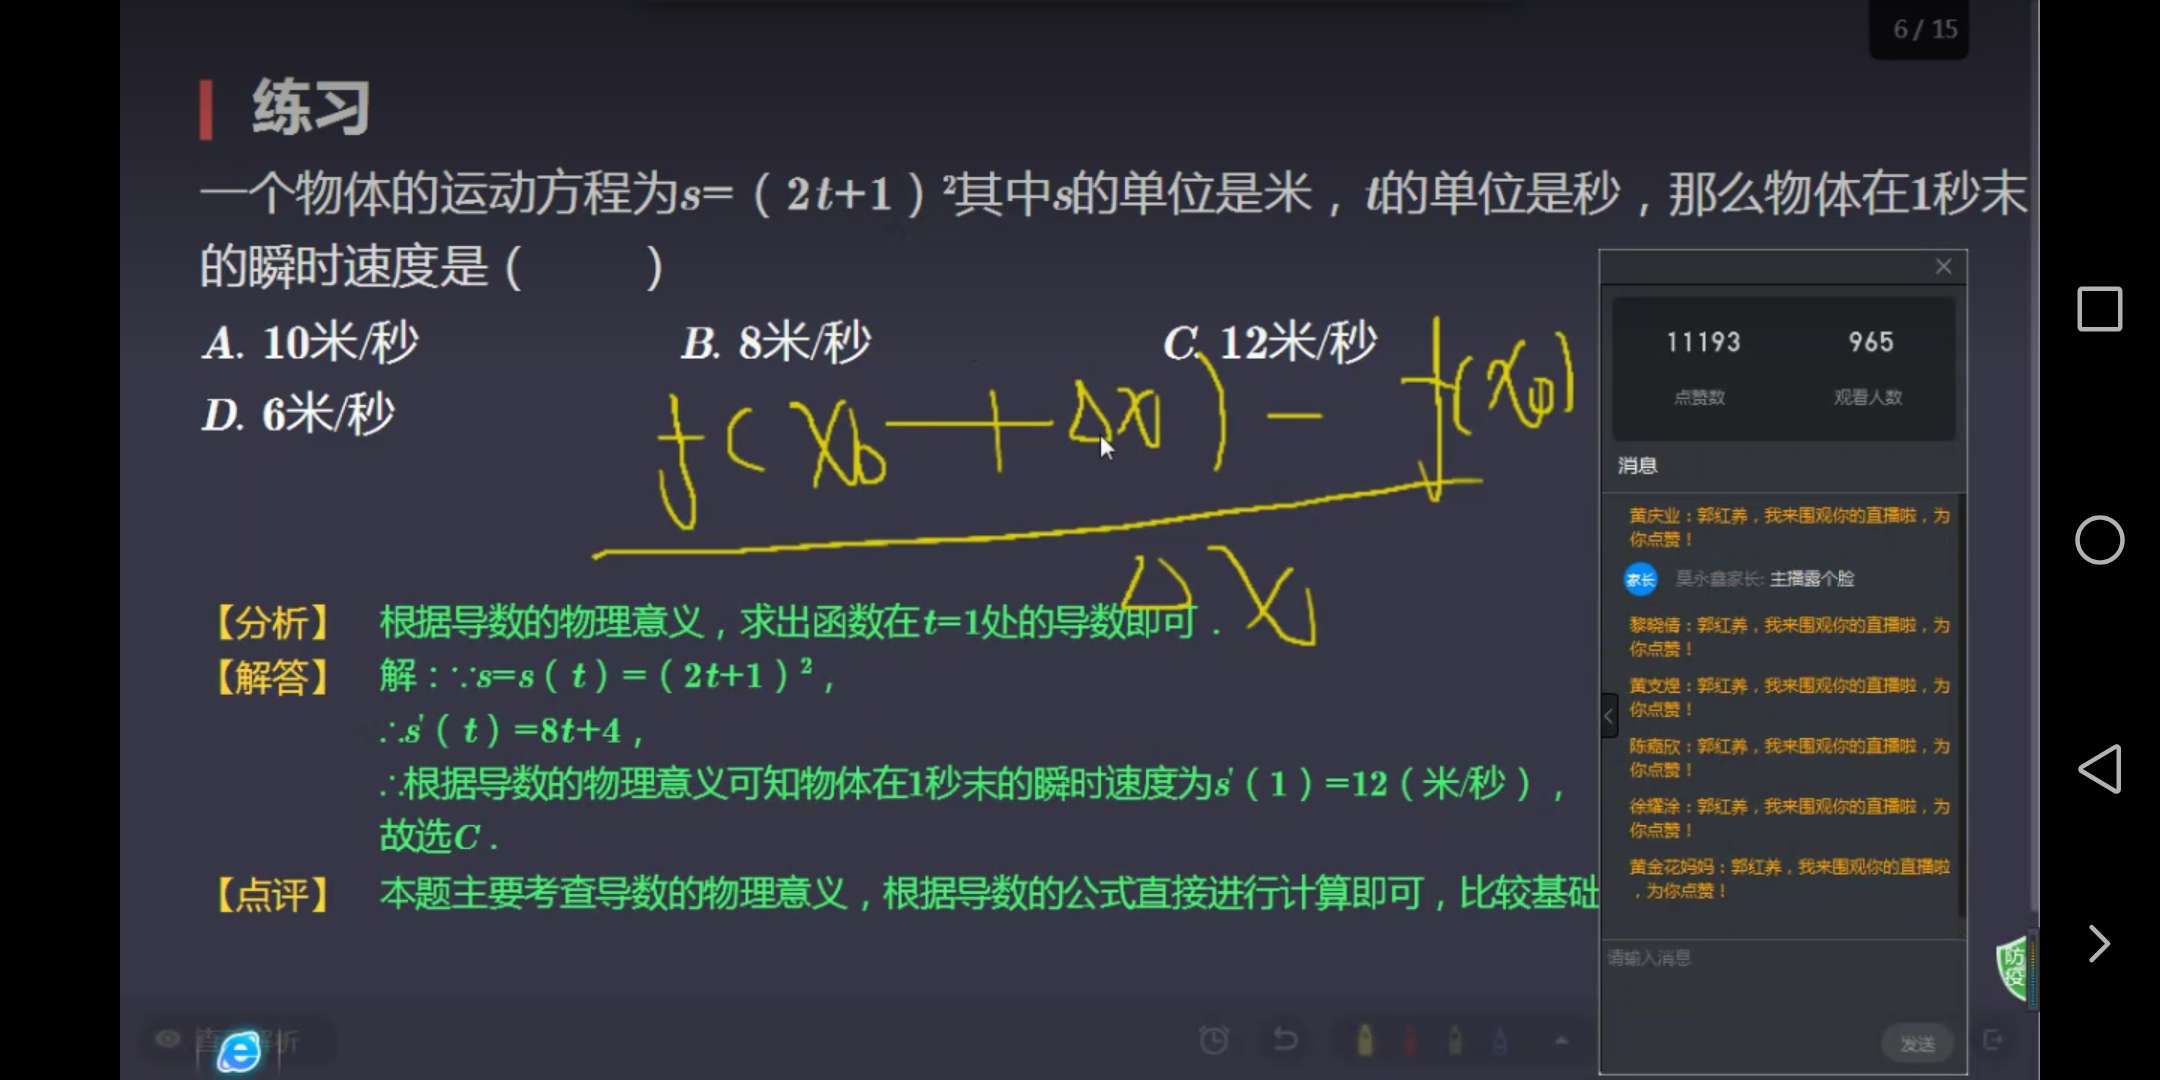 6 / 15
练习
一个物体的运动方程为s=（2t+1）²其中s的单位是米，t的单位是秒，那么物体在1秒末
的瞬时速度是（　　）
A. 10米/秒　B. 8米/秒　C. 12米/秒
D. 6米/秒
f(x₀+Δx)-f(x₀)
Δx
【分析】 根据导数的物理意义，求出函数在t=1处的导数即可．
【解答】 解：∵s=s（t）=（2t+1）²，
∴s'（t）=8t+4，
∴根据导数的物理意义可知物体在1秒末的瞬时速度为s'（1）=12（米/秒），
故选C．
【点评】 本题主要考查导数的物理意义，根据导数的公式直接进行计算即可，比较基础
11193 965
点赞数 观看人数
消息
黄庆业：郭红养，我来围观你的直播啦，为
你点赞！
家长 莫永鑫家长: 主播露个脸
黎晓倩：郭红养，我来围观你的直播啦，为
你点赞！
黄支煌：郭红养，我来围观你的直播啦，为
你点赞！
陈嘉欣：郭红养，我来围观你的直播啦，为
你点赞！
徐耀涂：郭红养，我来围观你的直播啦，为
你点赞！
黄金花妈妈：郭红养，我来围观你的直播啦
，为你点赞！
请输入消息
发送
防
疫